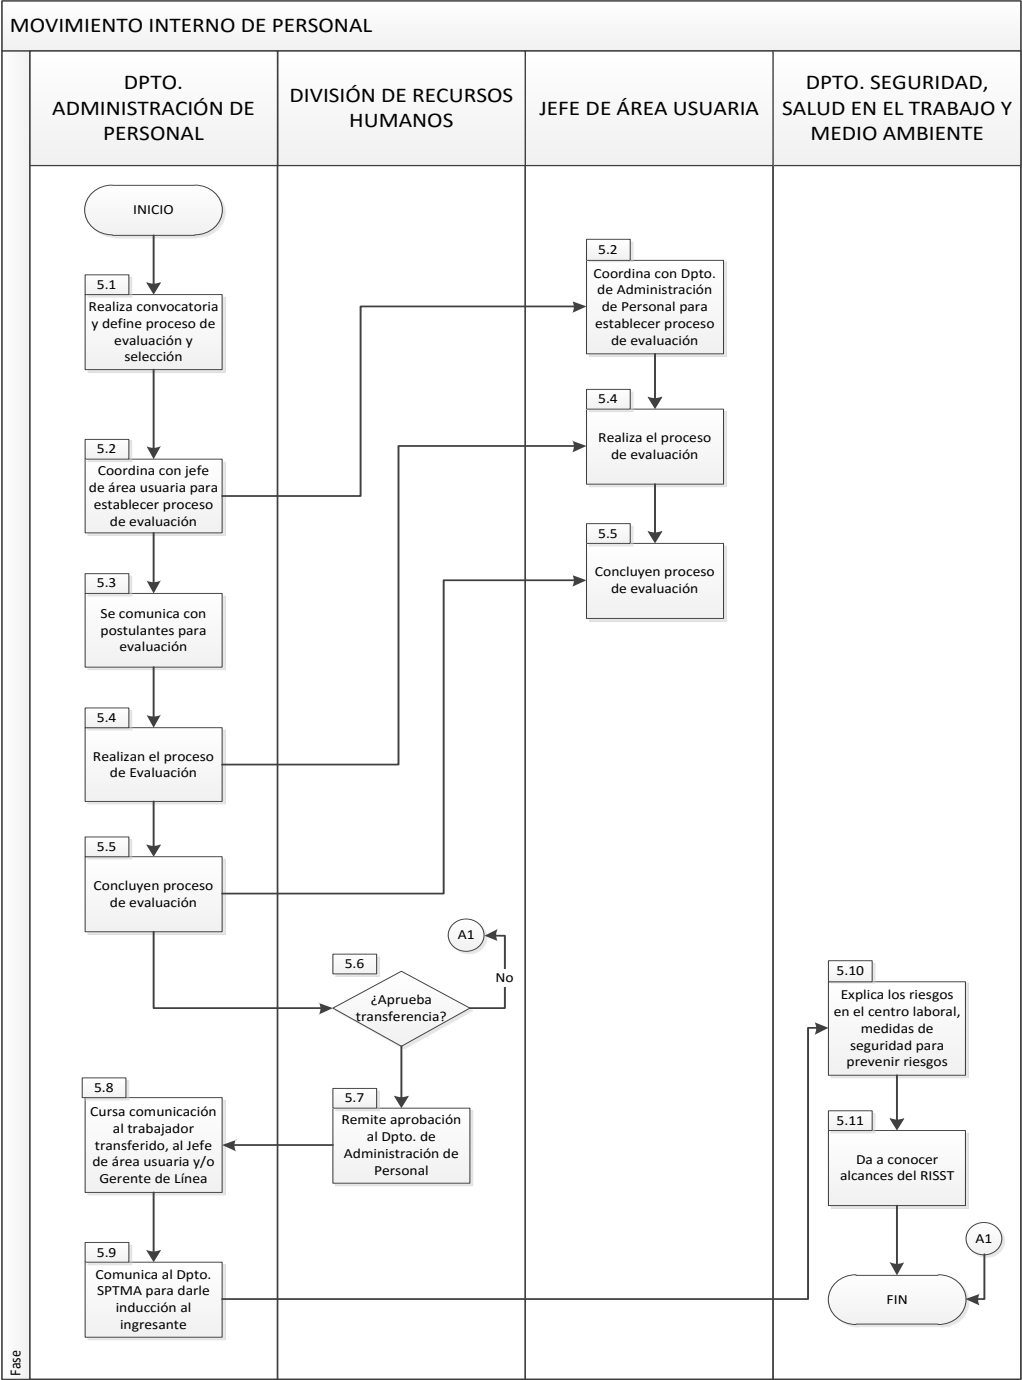 MOVIMIENTO INTERNO DE PERSONAL
DPTO.
ADMINISTRACIÓN DE
PERSONAL
DIVISIÓN DE RECURSOS
HUMANOS
JEFE DE ÁREA USUARIA
DPTO. SEGURIDAD,
SALUD EN EL TRABAJO Y
MEDIO AMBIENTE
INICIO
5.1
Realiza convocatoria
y define proceso de
evaluación y
selección
5.2
Coordina con jefe
de área usuaria para
establecer proceso
de evaluación
5.3
Se comunica con
postulantes para
evaluación
5.4
Realizan el proceso
de Evaluación
5.5
Concluyen proceso
de evaluación
5.8
Cursa comunicación
al trabajador
transferido, al Jefe
de área usuaria y/o
Gerente de Línea
5.9
Comunica al Dpto.
SPTMA para darle
inducción al
ingresante
A1
No
5.6
¿Aprueba
transferencia?
5.7
Remite aprobación
al Dpto. de
Administración de
Personal
5.2
Coordina con Dpto.
de Administración
de Personal para
establecer proceso
de evaluación
5.4
Realiza el proceso
de evaluación
5.5
Concluyen proceso
de evaluación
5.10
Explica los riesgos
en el centro laboral,
medidas de
seguridad para
prevenir riesgos
5.11
Da a conocer
alcances del RISST
A1
FIN
Fase